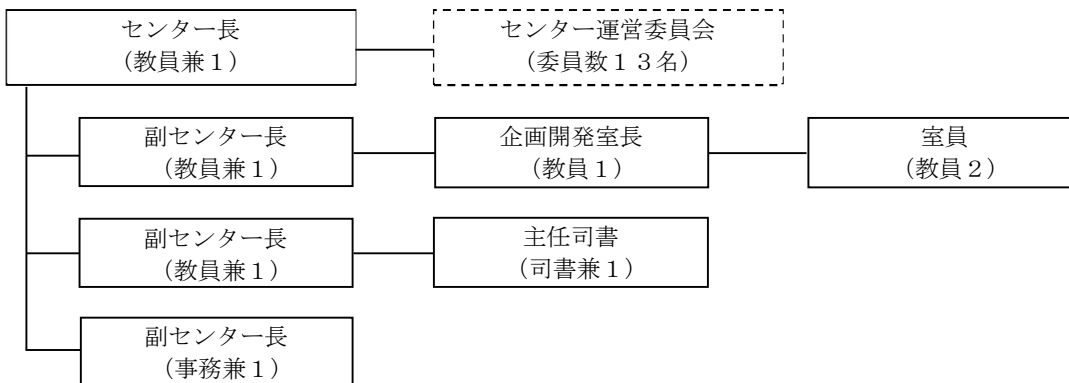 センター長
（教員兼１）
センター運営委員会
（委員数１３名）
副センター長
（教員兼１）
企画開発室長
（教員１）
室員
（教員２）
副センター長
（教員兼１）
主任司書
（司書兼１）
副センター長
（事務兼１）